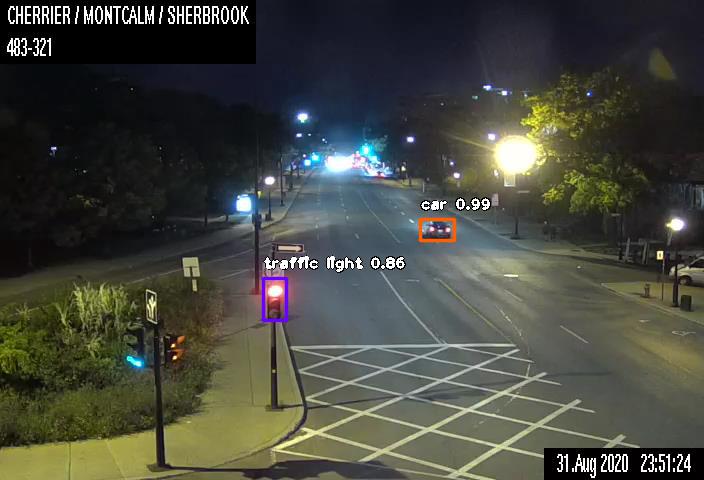 CHERRIER / MONTCALM / SHERBROOK
483-321
car 0.99
traffic light 0.86
31.Aug 2020 23:51:24